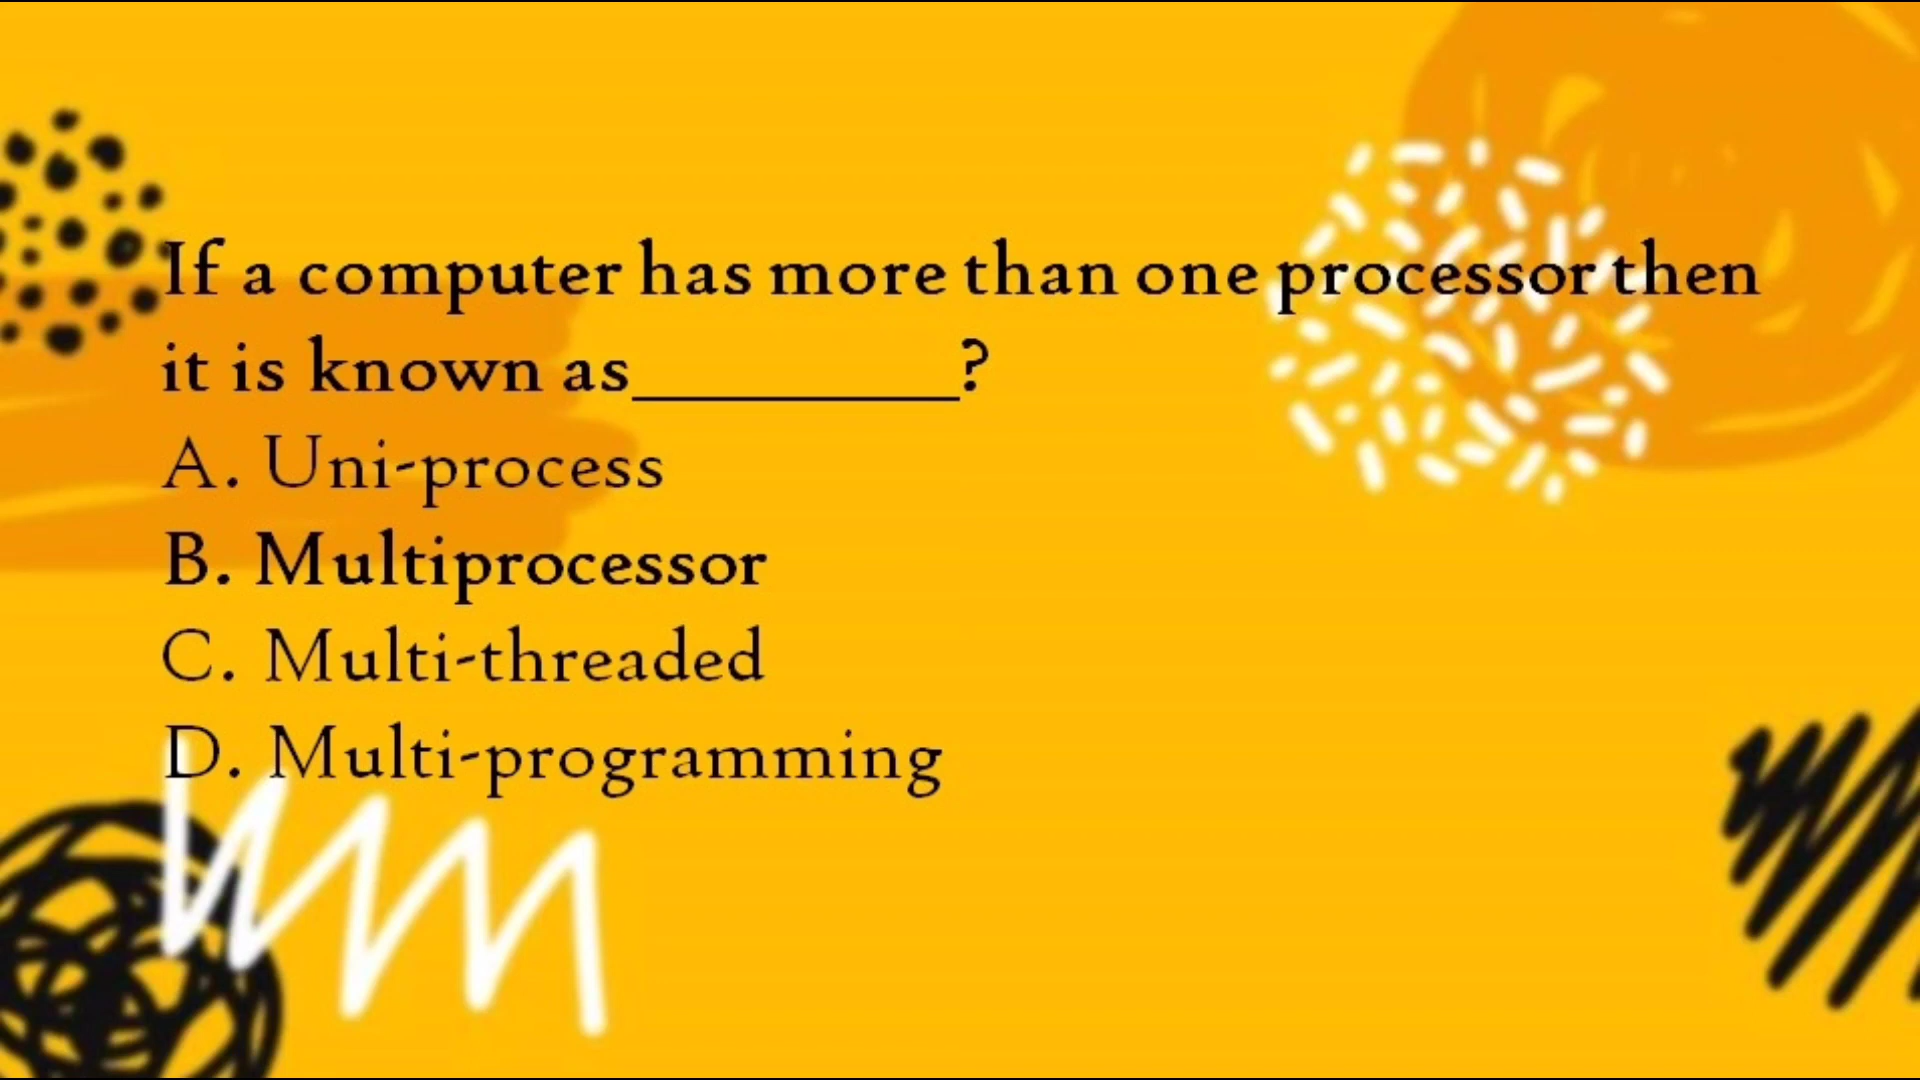 If a computer has more than one processor then
it is known as_________?
A. Uni-process
B. Multiprocessor
C. Multi-threaded
D. Multi-programming